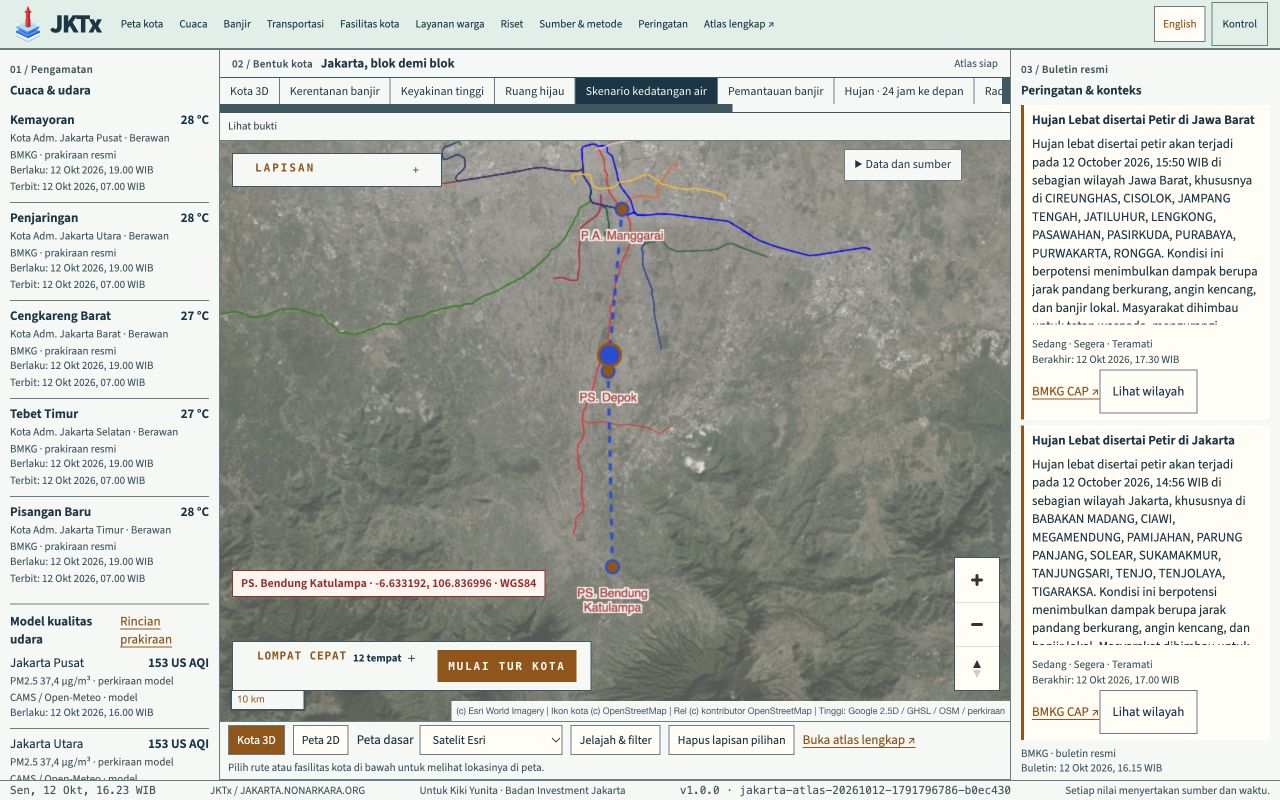 JKTx
Peta kota
Cuaca
Banjir
Transportasi
Fasilitas kota
Layanan warga
Riset
Sumber & metode
Peringatan
Atlas lengkap ↗
English
Kontrol
01 / Pengamatan
Cuaca & udara
Kemayoran 28 °C
Kota Adm. Jakarta Pusat · Berawan
BMKG · prakiraan resmi
Berlaku: 12 Okt 2026, 19.00 WIB
Terbit: 12 Okt 2026, 07.00 WIB
Penjaringan 28 °C
Kota Adm. Jakarta Utara · Berawan
BMKG · prakiraan resmi
Berlaku: 12 Okt 2026, 19.00 WIB
Terbit: 12 Okt 2026, 07.00 WIB
Cengkareng Barat 27 °C
Kota Adm. Jakarta Barat · Berawan
BMKG · prakiraan resmi
Berlaku: 12 Okt 2026, 19.00 WIB
Terbit: 12 Okt 2026, 07.00 WIB
Tebet Timur 27 °C
Kota Adm. Jakarta Selatan · Berawan
BMKG · prakiraan resmi
Berlaku: 12 Okt 2026, 19.00 WIB
Terbit: 12 Okt 2026, 07.00 WIB
Pisangan Baru 28 °C
Kota Adm. Jakarta Timur · Berawan
BMKG · prakiraan resmi
Berlaku: 12 Okt 2026, 19.00 WIB
Terbit: 12 Okt 2026, 07.00 WIB
Model kualitas udara
Rincian prakiraan
Jakarta Pusat 153 US AQI
PM2.5 37,4 µg/m³ · perkiraan model
CAMS / Open-Meteo · model
Berlaku: 12 Okt 2026, 16.00 WIB
Jakarta Utara 153 US AQI
PM2.5 37,4 µg/m³ · perkiraan model
CAMS / Open-Meteo · model
02 / Bentuk kota Jakarta, blok demi blok
Atlas siap
Kota 3D
Kerentanan banjir
Keyakinan tinggi
Ruang hijau
Skenario kedatangan air
Pemantauan banjir
Hujan · 24 jam ke depan
Rad
Lihat bukti
LAPISAN +
▶ Data dan sumber
P.A. Manggarai
PS. Depok
PS. Bendung
Katulampa
PS. Bendung Katulampa · -6.633192, 106.836996 · WGS84
LOMPAT CEPAT 12 tempat +
MULAI TUR KOTA
10 km
(c) Esri World Imagery | Ikon kota (c) OpenStreetMap | Rel (c) kontributor OpenStreetMap | Tinggi: Google 2.5D / GHSL / OSM / perkiraan
Kota 3D
Peta 2D
Peta dasar
Satelit Esri
Jelajah & filter
Hapus lapisan pilihan
Buka atlas lengkap ↗
Pilih rute atau fasilitas kota di bawah untuk melihat lokasinya di peta.
03 / Buletin resmi
Peringatan & konteks
Hujan Lebat disertai Petir di Jawa Barat
Hujan lebat disertai petir akan terjadi
pada 12 October 2026, 15:50 WIB di
sebagian wilayah Jawa Barat, khususnya
di CIREUNGHAS, CISOLOK, JAMPANG
TENGAH, JATILUHUR, LENGKONG,
PASAWAHAN, PASIRKUDA, PURABAYA,
PURWAKARTA, RONGGA. Kondisi ini
berpotensi menimbulkan dampak berupa
jarak pandang berkurang, angin kencang,
dan banjir lokal. Masyarakat dihimbau
untuk tetap waspada, mengurangi
Sedang · Segera · Teramati
Berakhir: 12 Okt 2026, 17.30 WIB
BMKG CAP ↗
Lihat wilayah
Hujan Lebat disertai Petir di Jakarta
Hujan lebat disertai petir akan terjadi
pada 12 October 2026, 14:56 WIB di
sebagian wilayah Jakarta, khususnya di
BABAKAN MADANG, CIAWI,
MEGAMENDUNG, PAMIJAHAN, PARUNG
PANJANG, SOLEAR, SUKAMAKMUR,
TANJUNGSARI, TENJO, TENJOLAYA,
TIGARAKSA. Kondisi ini berpotensi
menimbulkan dampak berupa jarak
pandang berkurang, angin kencang, dan
banjir lokal. Masyarakat dihimbau untuk
Sedang · Segera · Teramati
Berakhir: 12 Okt 2026, 17.00 WIB
BMKG CAP ↗
Lihat wilayah
BMKG · buletin resmi
Buletin: 12 Okt 2026, 16.15 WIB
Sen, 12 Okt, 16.23 WIB
JKTx / JAKARTA.NONARKARA.ORG
Untuk Kiki Yunita · Badan Investment Jakarta
v1.0.0 · jakarta-atlas-20261012-1791796786-b0ec430
Setiap nilai menyertakan sumber dan waktu.